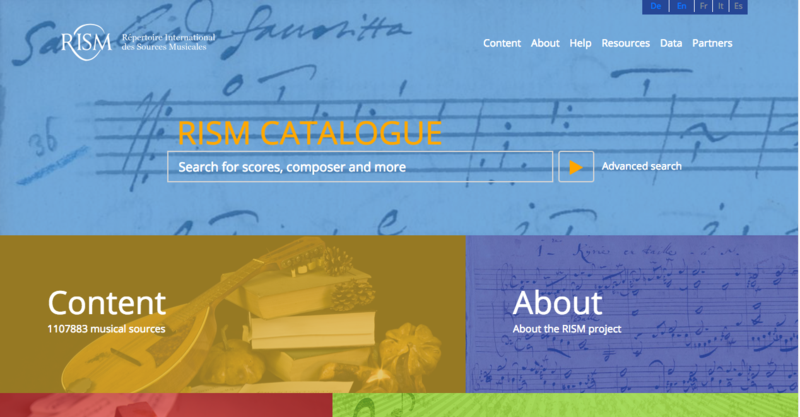 De En Fr It Es
RISM Répertoire International
des Sources Musicales
Content About Help Resources Data Partners
36
RISM CATALOGUE
Search for scores, composer and more
Advanced search
Content
1107883 musical sources
About
About the RISM project